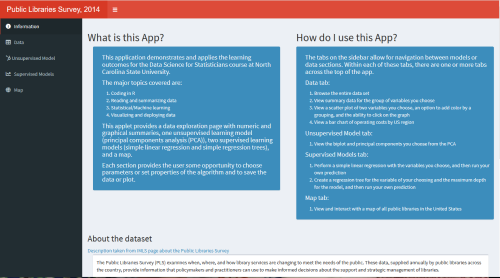 Public Libraries Survey, 2014
Information
Data
Unsupervised Model
Supervised Models
Map
What is this App?
This application demonstrates and applies the learning
outcomes for the Data Science for Statisticians course at North
Carolina State University.
The major topics are:
1. Coding in R
2. Reading and summarizing data
3. Statistical/Machine learning
4. Visualizing and deploying data
This applet provides a data exploration page with numeric and
graphical summaries, one unsupervised learning model
(principal components analysis (PCA)), two supervised learning
models (simple linear regression and simple regression trees),
and a map.
Each section provides the user some opportunity to choose
parameters or set properties of the algorithm and to save the
data or plot.
How do I use this App?
The tabs on the sidebar allow for navigation between models or
data sections. Within each of these tabs, there are one or more tabs
across the top of the app.
Data tab:
1. Browse the entire data set
2. View summary data for the group of variables you choose
3. View a scatter plot of two variables you choose, an option to add color by a
grouping, and the ability to click on the graph
4. View a bar chart of operating costs by US region
Unsupervised Model tab:
1. View the biplot and principal components you choose from the PCA
Supervised Models tab:
1. Perform a simple linear regression with the variables you choose, and then run your
own prediction
2. Create a regression tree for the variable of your choosing and the maximum depth
for the model, and then run your own prediction
Map tab:
1. View and interact with a map of all public libraries in the United States
About the dataset
Description taken from IMLS page about the Public Libraries Survey
The Public Libraries Survey (PLS) examines when, where, and how library services are changing to meet the needs of the public. These data, supplied annually by public libraries across
the country, provide information that policymakers and practitioners can use to make informed decisions about the support and strategic management of libraries.